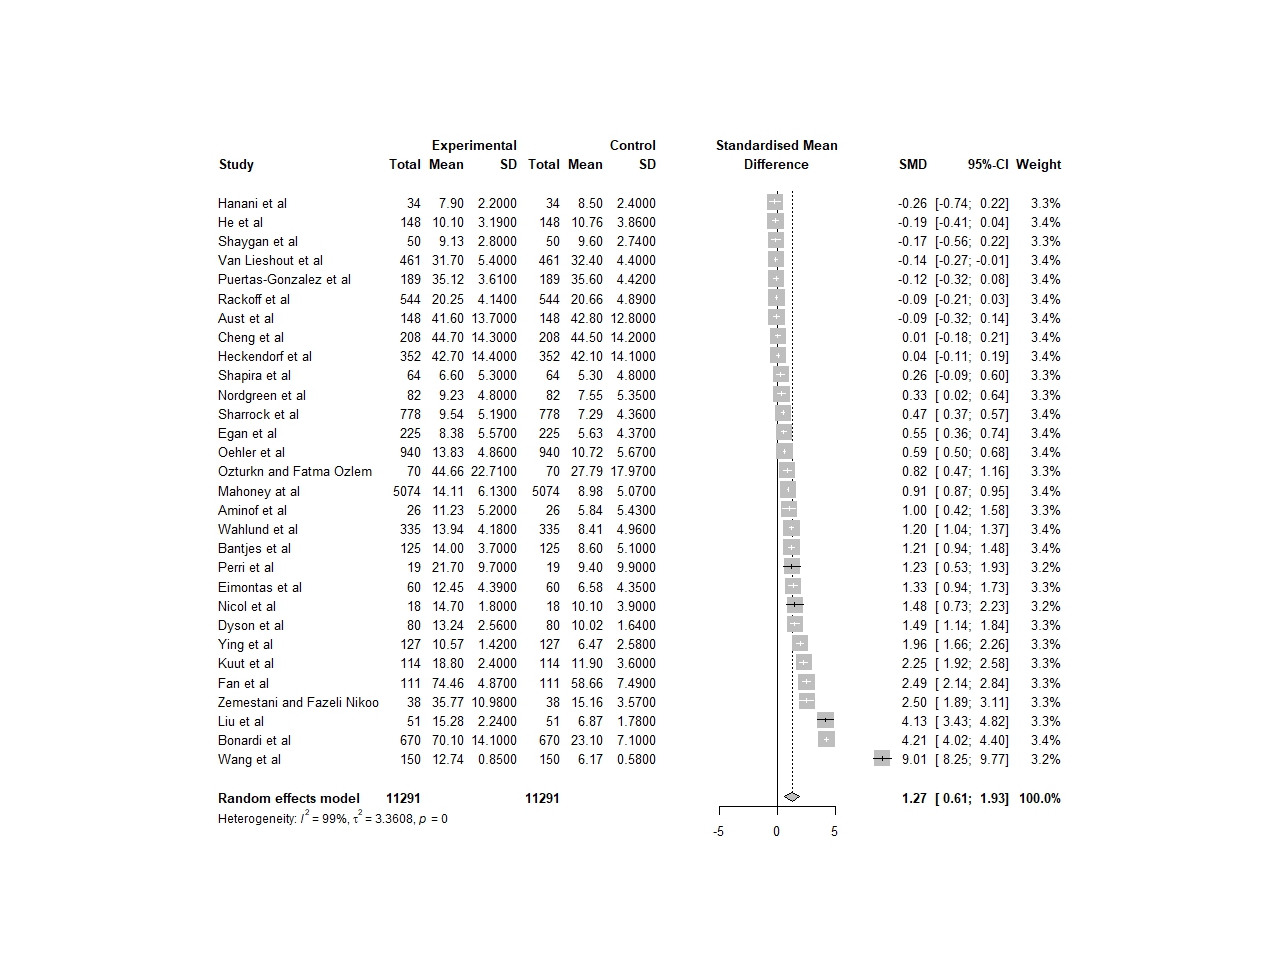 Experimental Control Standardised Mean
Study Total Mean SD Total Mean SD Difference SMD 95%-CI Weight
Hanani et al 34 7.90 2.2000 34 8.50 2.4000 -0.26 [-0.74; 0.22] 3.3%
He et al 148 10.10 3.1900 148 10.76 3.8600 -0.19 [-0.41; 0.04] 3.4%
Shaygan et al 50 9.13 2.8000 50 9.60 2.7400 -0.17 [-0.56; 0.22] 3.3%
Van Lieshout et al 461 31.70 5.4000 461 32.40 4.4000 -0.14 [-0.27; -0.01] 3.4%
Puertas-Gonzalez et al 189 35.12 3.6100 189 35.60 4.4200 -0.12 [-0.32; 0.08] 3.4%
Rackoff et al 544 20.25 4.1400 544 20.66 4.8900 -0.09 [-0.21; 0.03] 3.4%
Aust et al 148 41.60 13.7000 148 42.80 12.8000 -0.09 [-0.32; 0.14] 3.4%
Cheng et al 208 44.70 14.3000 208 44.50 14.2000 0.01 [-0.18; 0.21] 3.4%
Heckendorf et al 352 42.70 14.4000 352 42.10 14.1000 0.04 [-0.11; 0.19] 3.4%
Shapira et al 64 6.60 5.3000 64 5.30 4.8000 0.26 [-0.09; 0.60] 3.3%
Nordgreen et al 82 9.23 4.8000 82 7.55 5.3500 0.33 [ 0.02; 0.64] 3.3%
Sharrock et al 778 9.54 5.1900 778 7.29 4.3600 0.47 [ 0.37; 0.57] 3.4%
Egan et al 225 8.38 5.5700 225 5.63 4.3700 0.55 [ 0.36; 0.74] 3.4%
Oehler et al 940 13.83 4.8600 940 10.72 5.6700 0.59 [ 0.50; 0.68] 3.4%
Ozturkn and Fatma Ozlem 70 44.66 22.7100 70 27.79 17.9700 0.82 [ 0.47; 1.16] 3.3%
Mahoney at al 5074 14.11 6.1300 5074 8.98 5.0700 0.91 [ 0.87; 0.95] 3.4%
Aminof et al 26 11.23 5.2000 26 5.84 5.4300 1.00 [ 0.42; 1.58] 3.3%
Wahlund et al 335 13.94 4.1800 335 8.41 4.9600 1.20 [ 1.04; 1.37] 3.4%
Bantjes et al 125 14.00 3.7000 125 8.60 5.1000 1.21 [ 0.94; 1.48] 3.4%
Perri et al 19 21.70 9.7000 19 9.40 9.9000 1.23 [ 0.53; 1.93] 3.2%
Eimontas et al 60 12.45 4.3900 60 6.58 4.3500 1.33 [ 0.94; 1.73] 3.3%
Nicol et al 18 14.70 1.8000 18 10.10 3.9000 1.48 [ 0.73; 2.23] 3.2%
Dyson et al 80 13.24 2.5600 80 10.02 1.6400 1.49 [ 1.14; 1.84] 3.3%
Ying et al 127 10.57 1.4200 127 6.47 2.5800 1.96 [ 1.66; 2.26] 3.3%
Kuut et al 114 18.80 2.4000 114 11.90 3.6000 2.25 [ 1.92; 2.58] 3.3%
Fan et al 111 74.46 4.8700 111 58.66 7.4900 2.49 [ 2.14; 2.84] 3.3%
Zemestani and Fazeli Nikoo 38 35.77 10.9800 38 15.16 3.5700 2.50 [ 1.89; 3.11] 3.3%
Liu et al 51 15.28 2.2400 51 6.87 1.7800 4.13 [ 3.43; 4.82] 3.3%
Bonardi et al 670 70.10 14.1000 670 23.10 7.1000 4.21 [ 4.02; 4.40] 3.4%
Wang et al 150 12.74 0.8500 150 6.17 0.5800 9.01 [ 8.25; 9.77] 3.2%
Random effects model 11291 11291 1.27 [ 0.61; 1.93] 100.0%
Heterogeneity: I² = 99%, τ² = 3.3608, p = 0
-5 0 5